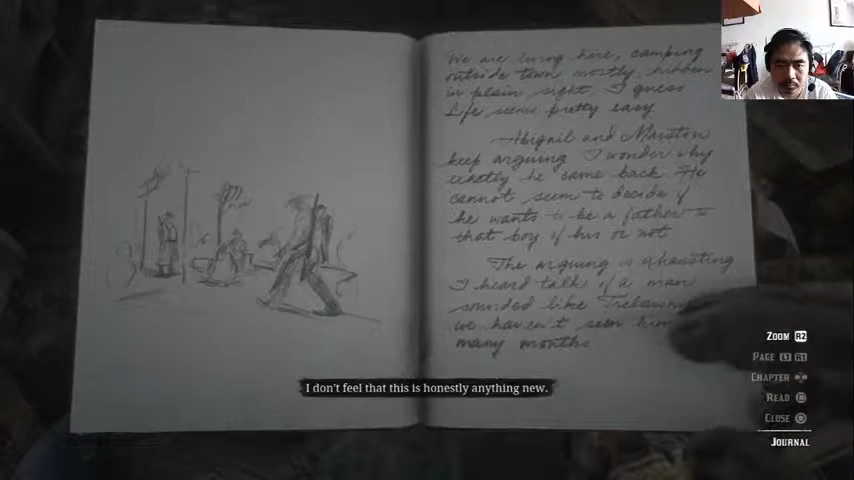 We are living here, camping
outside town mostly, hidden
in plain sight, I guess
Life seems pretty easy
Abigail and Marston
keep arguing I wonder why
exactly he came back He
cannot seem to decide if
he wants to be a father to
that boy of his or not
The arguing is exhausting
I heard talk of a man
sounded like Trelawny
we haven't seen him
many months
I don't feel that this is honestly anything new.
ZOOM R2
PAGE L1 R1
CHAPTER
READ
CLOSE
JOURNAL